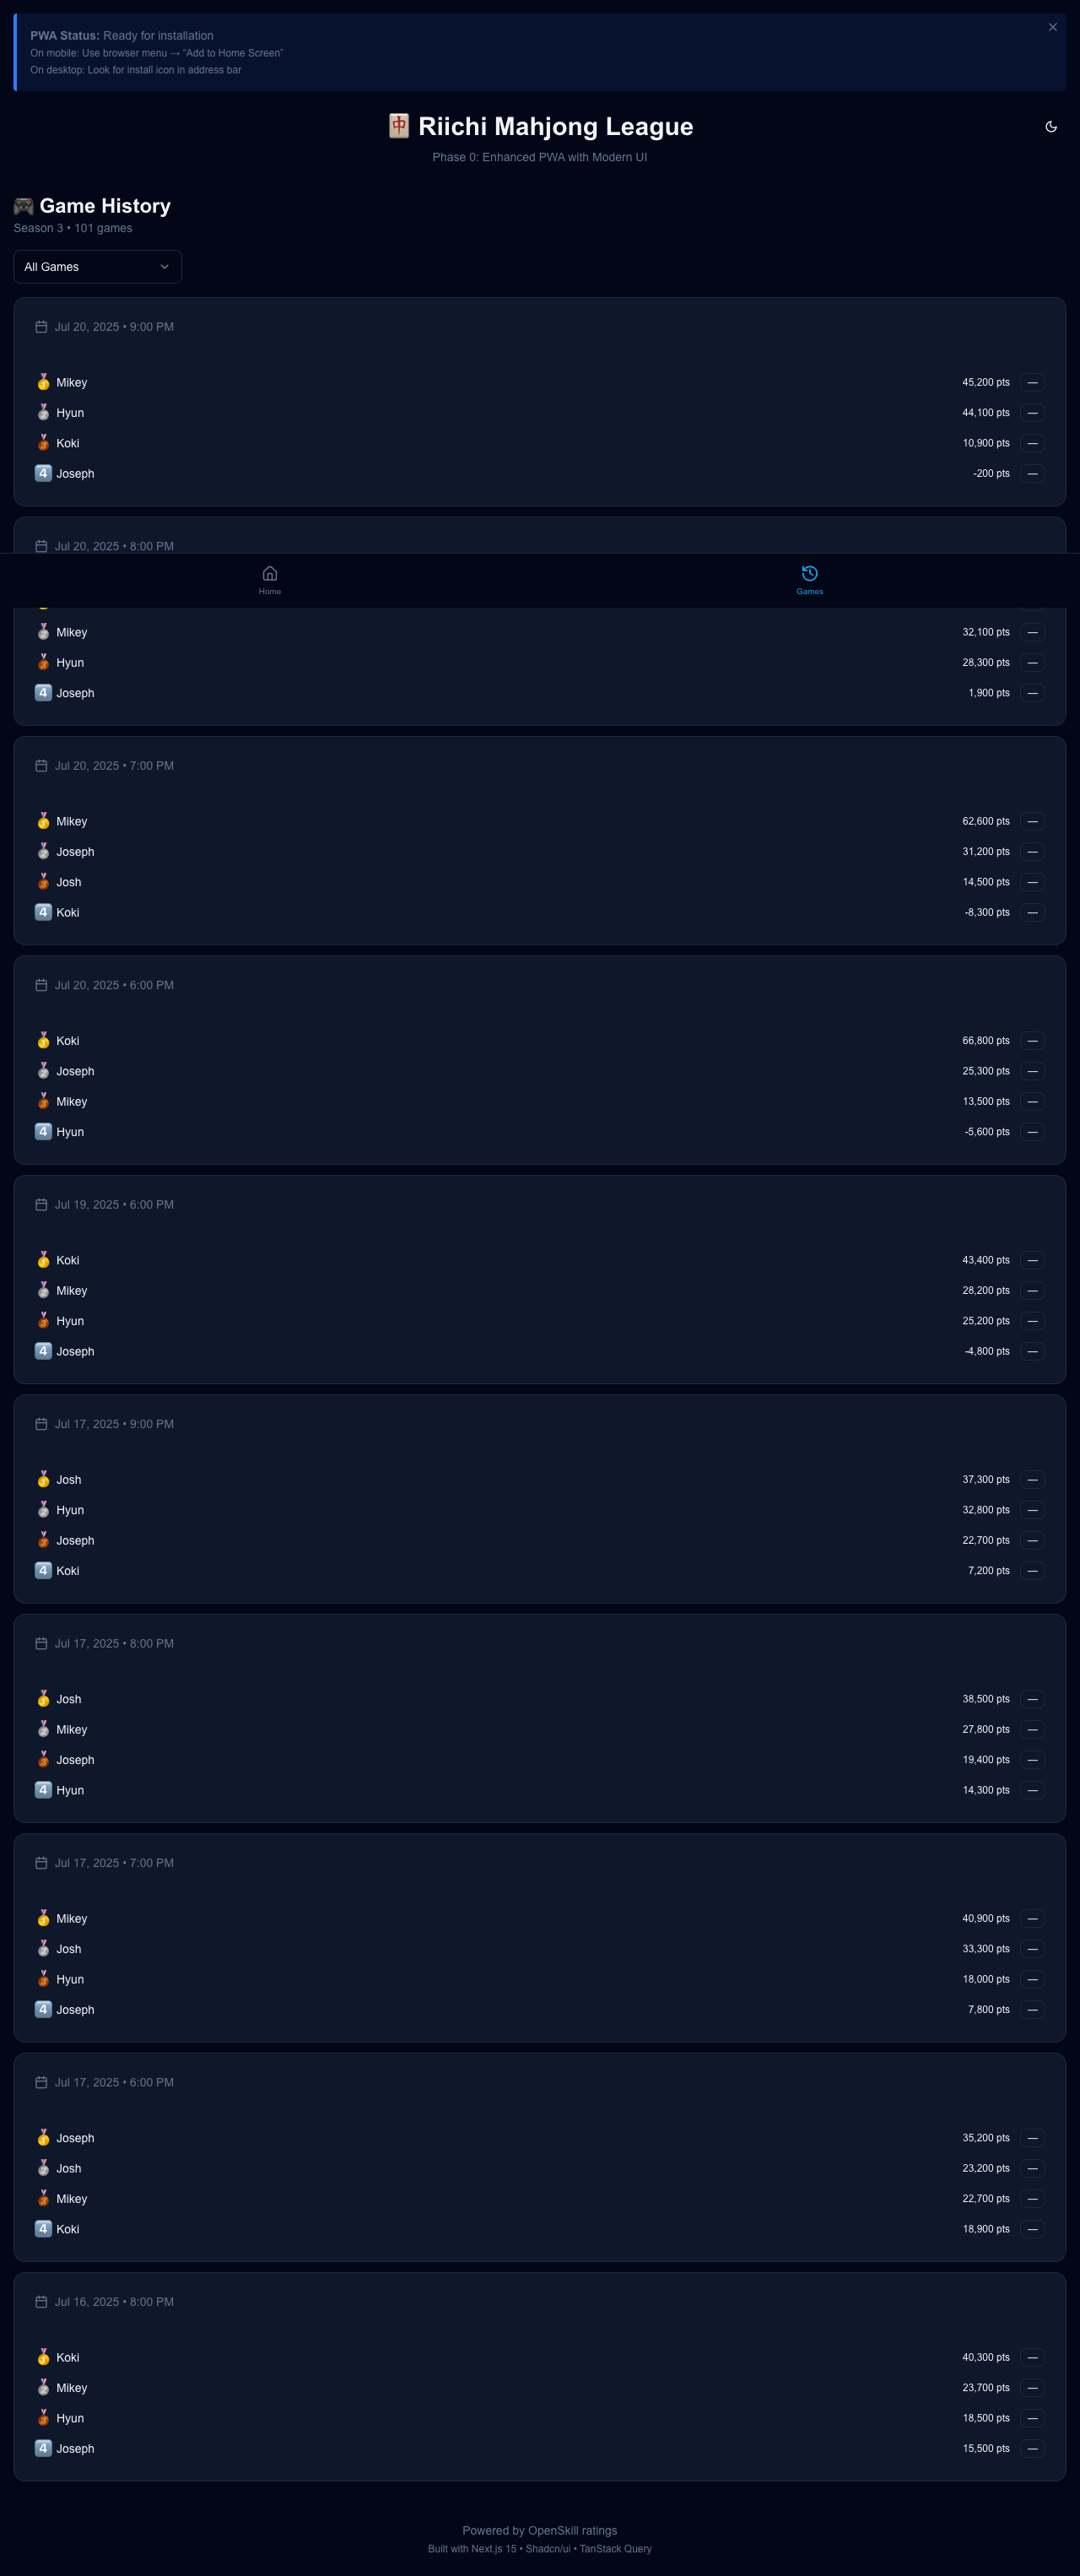 PWA Status: Ready for installation
On mobile: Use browser menu → “Add to Home Screen”
On desktop: Look for install icon in address bar
🀄 Riichi Mahjong League
Phase 0: Enhanced PWA with Modern UI
🎮 Game History
Season 3 • 101 games
All Games
Jul 20, 2025 • 9:00 PM
🥇 Mikey 45,200 pts —
🥈 Hyun 44,100 pts —
🥉 Koki 10,900 pts —
4 Joseph -200 pts —
Jul 20, 2025 • 8:00 PM
Home Games
🥈 Mikey 32,100 pts —
🥉 Hyun 28,300 pts —
4 Joseph 1,900 pts —
Jul 20, 2025 • 7:00 PM
🥇 Mikey 62,600 pts —
🥈 Joseph 31,200 pts —
🥉 Josh 14,500 pts —
4 Koki -8,300 pts —
Jul 20, 2025 • 6:00 PM
🥇 Koki 66,800 pts —
🥈 Joseph 25,300 pts —
🥉 Mikey 13,500 pts —
4 Hyun -5,600 pts —
Jul 19, 2025 • 6:00 PM
🥇 Koki 43,400 pts —
🥈 Mikey 28,200 pts —
🥉 Hyun 25,200 pts —
4 Joseph -4,800 pts —
Jul 17, 2025 • 9:00 PM
🥇 Josh 37,300 pts —
🥈 Hyun 32,800 pts —
🥉 Joseph 22,700 pts —
4 Koki 7,200 pts —
Jul 17, 2025 • 8:00 PM
🥇 Josh 38,500 pts —
🥈 Mikey 27,800 pts —
🥉 Joseph 19,400 pts —
4 Hyun 14,300 pts —
Jul 17, 2025 • 7:00 PM
🥇 Mikey 40,900 pts —
🥈 Josh 33,300 pts —
🥉 Hyun 18,000 pts —
4 Joseph 7,800 pts —
Jul 17, 2025 • 6:00 PM
🥇 Joseph 35,200 pts —
🥈 Josh 23,200 pts —
🥉 Mikey 22,700 pts —
4 Koki 18,900 pts —
Jul 16, 2025 • 8:00 PM
🥇 Koki 40,300 pts —
🥈 Mikey 23,700 pts —
🥉 Hyun 18,500 pts —
4 Joseph 15,500 pts —
Powered by OpenSkill ratings
Built with Next.js 15 • Shadcn/ui • TanStack Query